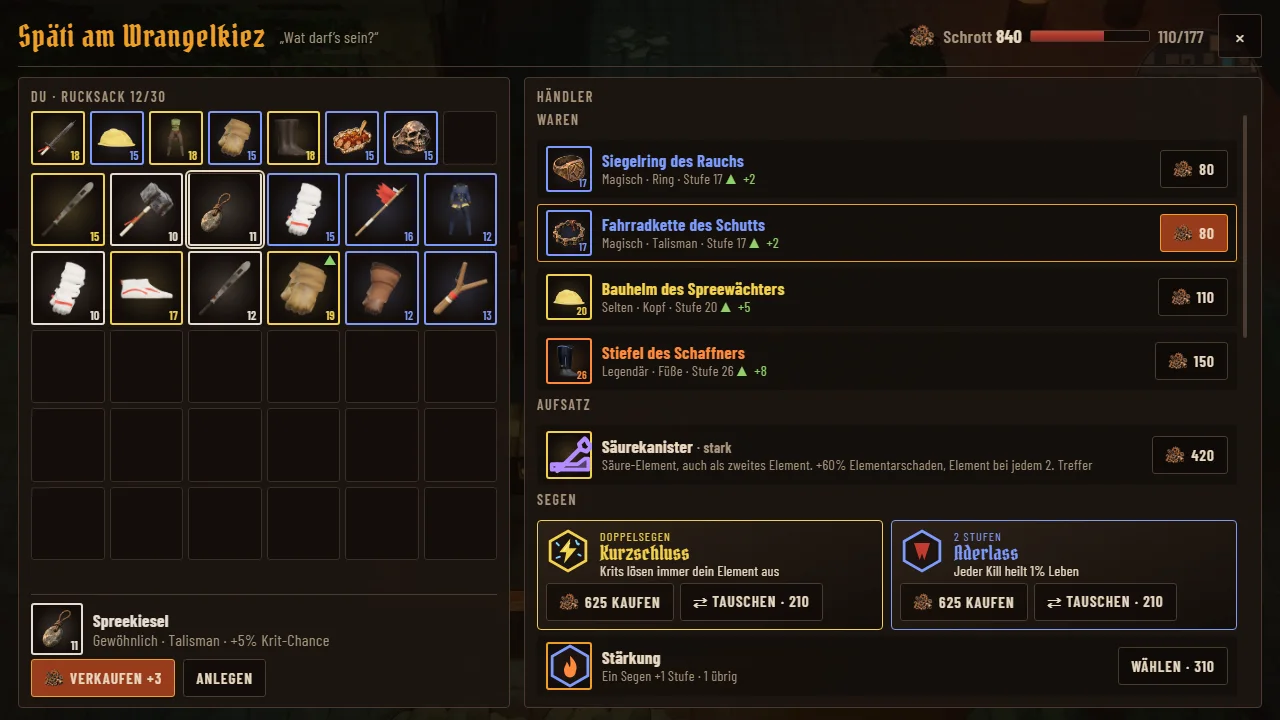 Späti am Wrangelkiez
„Wat darf's sein?"
Schrott 840
110/177
×
DU · RUCKSACK 12/30
18
15
18
15
18
15
15
15
10
11
15
16
12
10
17
12
19
12
13
Spreekiesel
11
Gewöhnlich · Talisman · +5% Krit-Chance
VERKAUFEN +3
ANLEGEN
HÄNDLER
WAREN
Siegelring des Rauchs
17
Magisch · Ring · Stufe 17 ▲ +2
80
Fahrradkette des Schutts
17
Magisch · Talisman · Stufe 17 ▲ +2
80
Bauhelm des Spreewächters
20
Selten · Kopf · Stufe 20 ▲ +5
110
Stiefel des Schaffners
26
Legendär · Füße · Stufe 26 ▲ +8
150
AUFSATZ
Säurekanister · stark
Säure-Element, auch als zweites Element. +60% Elementarschaden, Element bei jedem 2. Treffer
420
SEGEN
DOPPELSEGEN
Kurzschluss
Krits lösen immer dein Element aus
625 KAUFEN
⇄ TAUSCHEN · 210
2 STUFEN
Aderlass
Jeder Kill heilt 1% Leben
625 KAUFEN
⇄ TAUSCHEN · 210
Stärkung
Ein Segen +1 Stufe · 1 übrig
WÄHLEN · 310